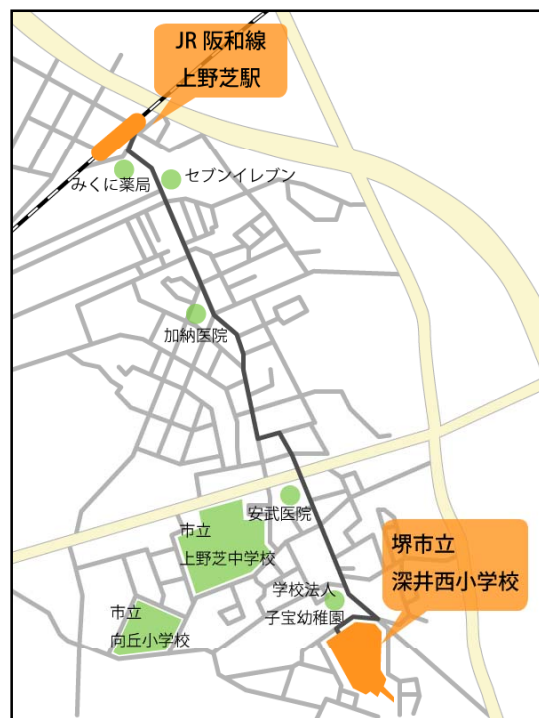 JR 阪和線
上野芝駅
セブンイレブン
みくに薬局
加納医院
安武医院
市立
上野芝中学校
堺市立
深井西小学校
学校法人
子宝幼稚園
市立
向丘小学校